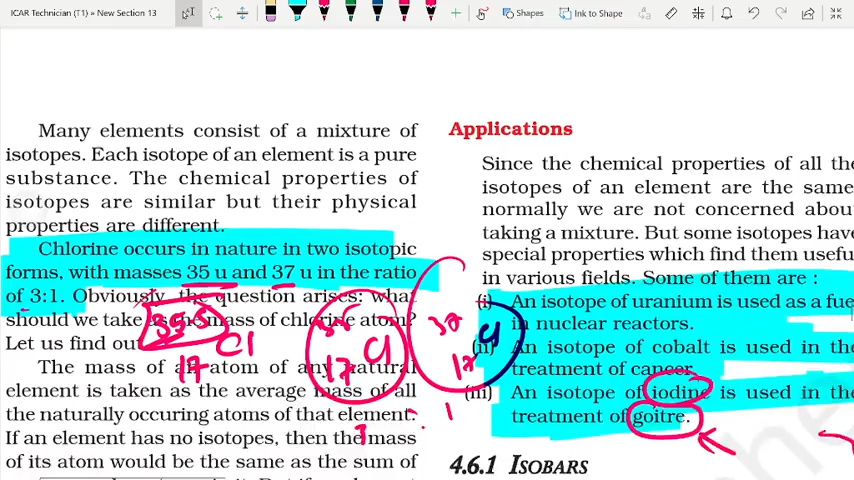 ICAR Technician (T1) » New Section 13
Shapes
Ink to Shape
Many elements consist of a mixture of
isotopes. Each isotope of an element is a pure
substance. The chemical properties of
isotopes are similar but their physical
properties are different.
Chlorine occurs in nature in two isotopic
forms, with masses 35 u and 37 u in the ratio
of 3:1. Obviously, the question arises: what
should we take as the mass of chlorine atom?
Let us find out
The mass of an atom of any natural
element is taken as the average mass of all
the naturally occuring atoms of that element.
If an element has no isotopes, then the mass
of its atom would be the same as the sum of
35.5
17 Cl
17 Cl
37
17 Cl
: 1
Applications
Since the chemical properties of all the
isotopes of an element are the same
normally we are not concerned about
taking a mixture. But some isotopes have
special properties which find them useful
in various fields. Some of them are :
(i) An isotope of uranium is used as a fue
in nuclear reactors.
(ii) An isotope of cobalt is used in the
treatment of cancer.
(iii) An isotope of iodine is used in the
treatment of goitre.
4.6.1 ISOBARS